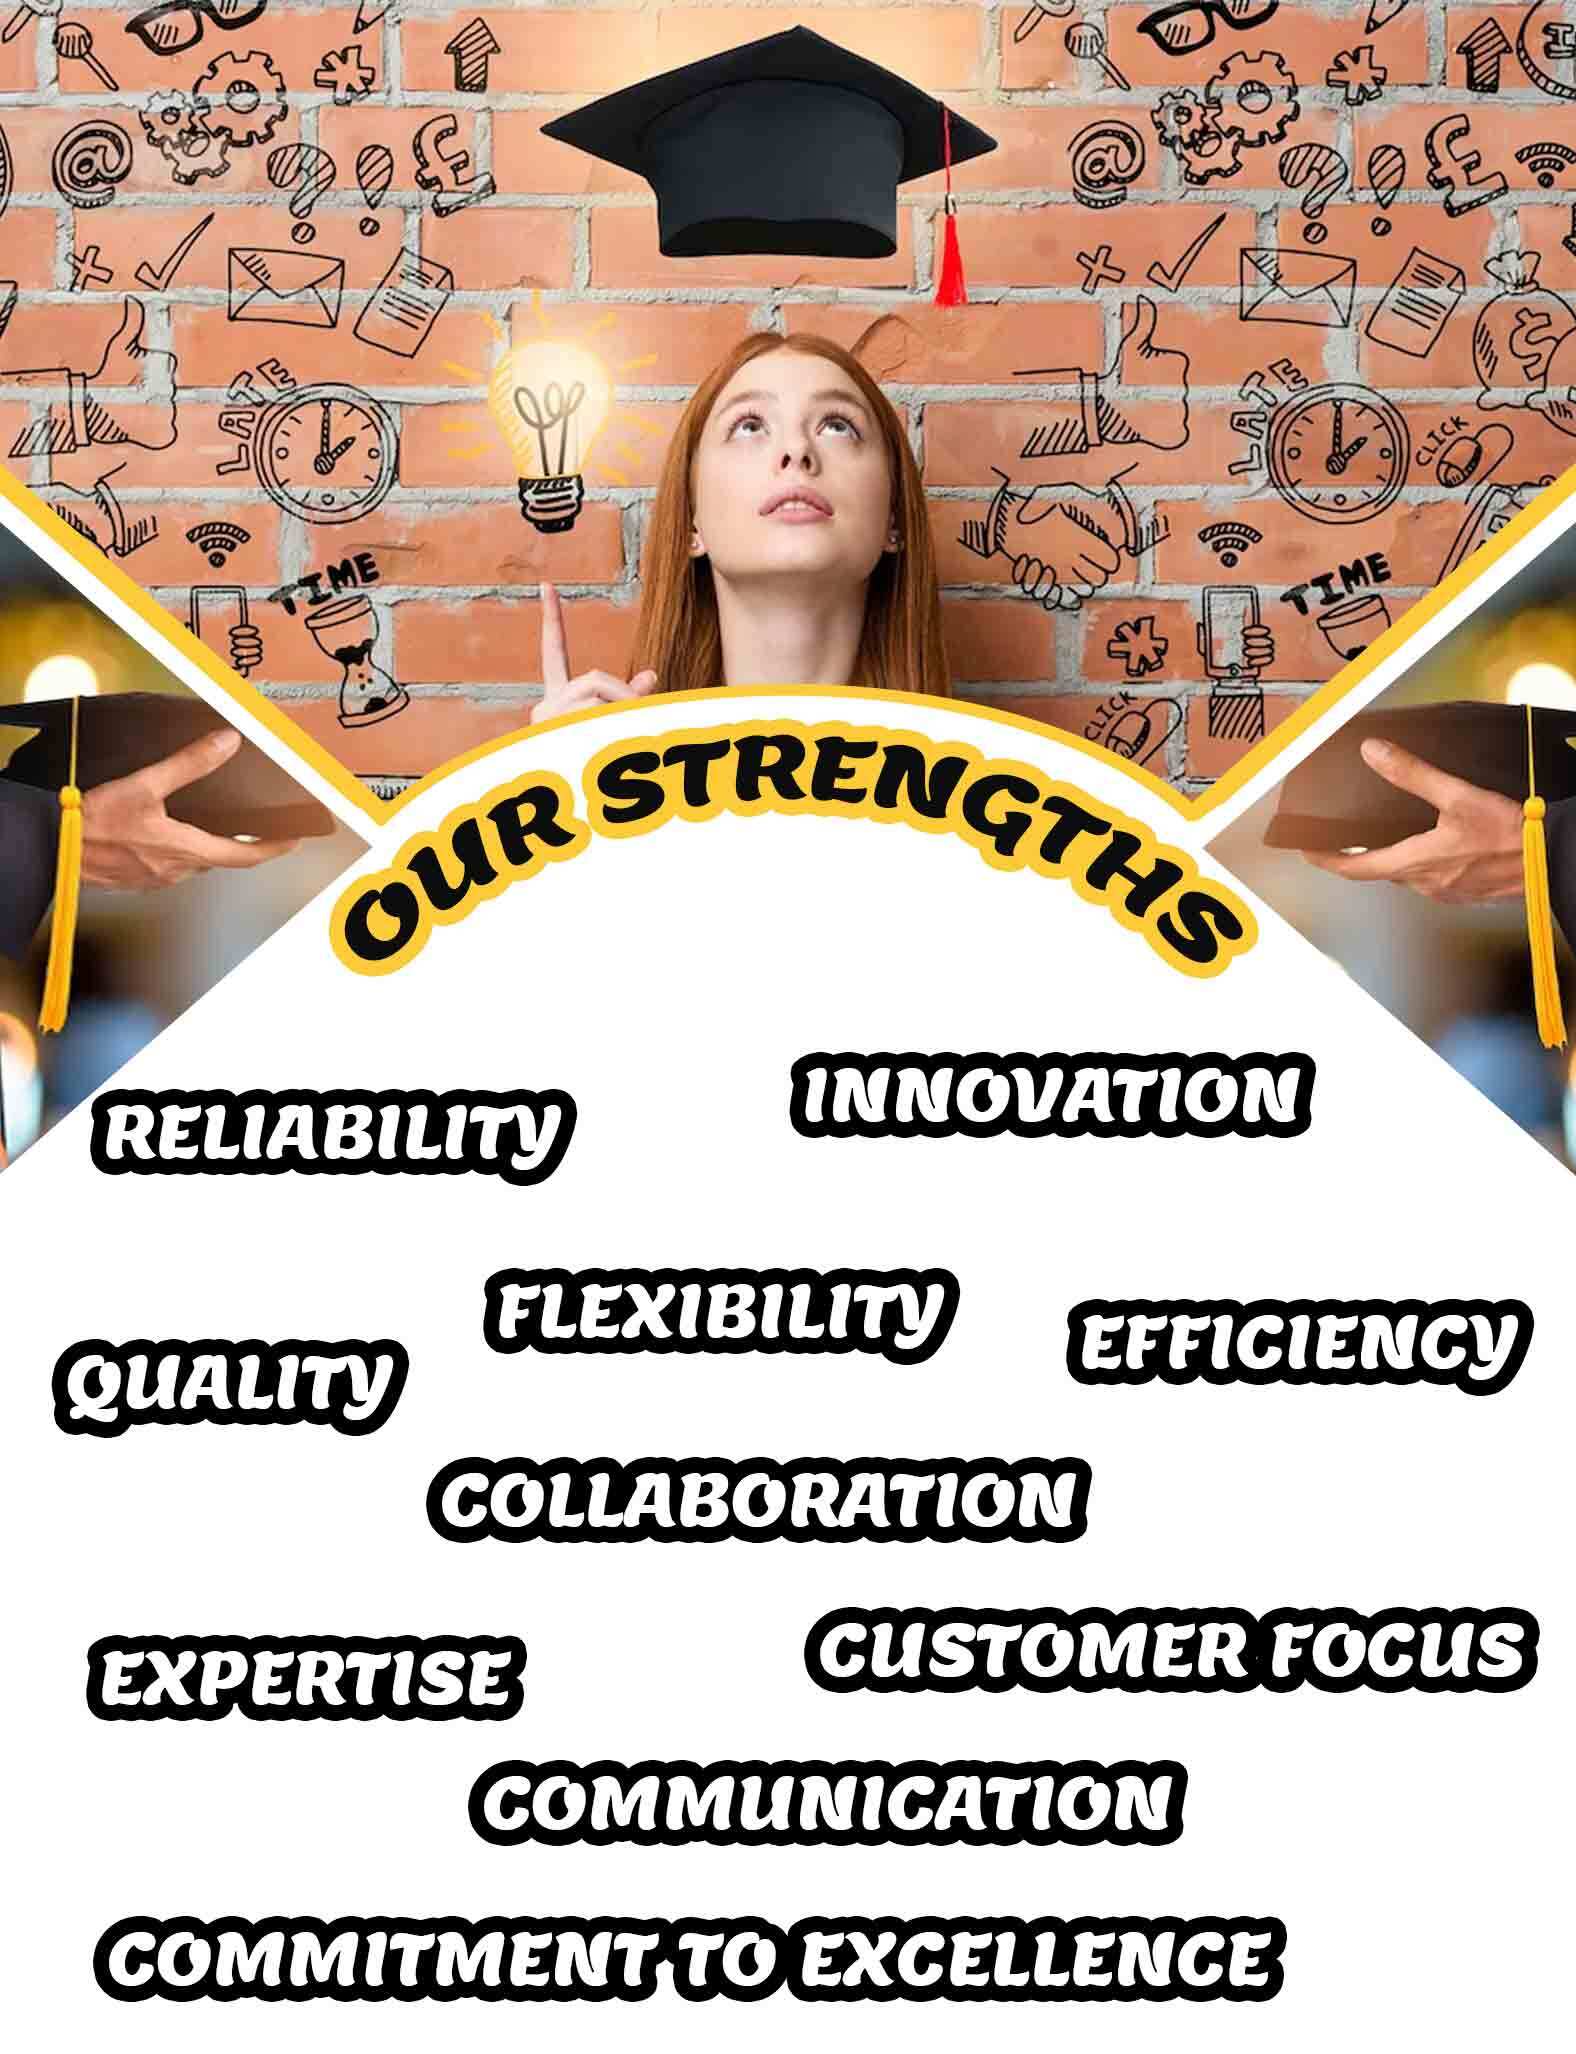 LATE
LATE
CLICK
TIME
TIME
CLICK
OUR STRENGTHS
INNOVATION
RELIABILITY
FLEXIBILITY
EFFICIENCY
QUALITY
COLLABORATION
CUSTOMER FOCUS
EXPERTISE
COMMUNICATION
COMMITMENT TO EXCELLENCE